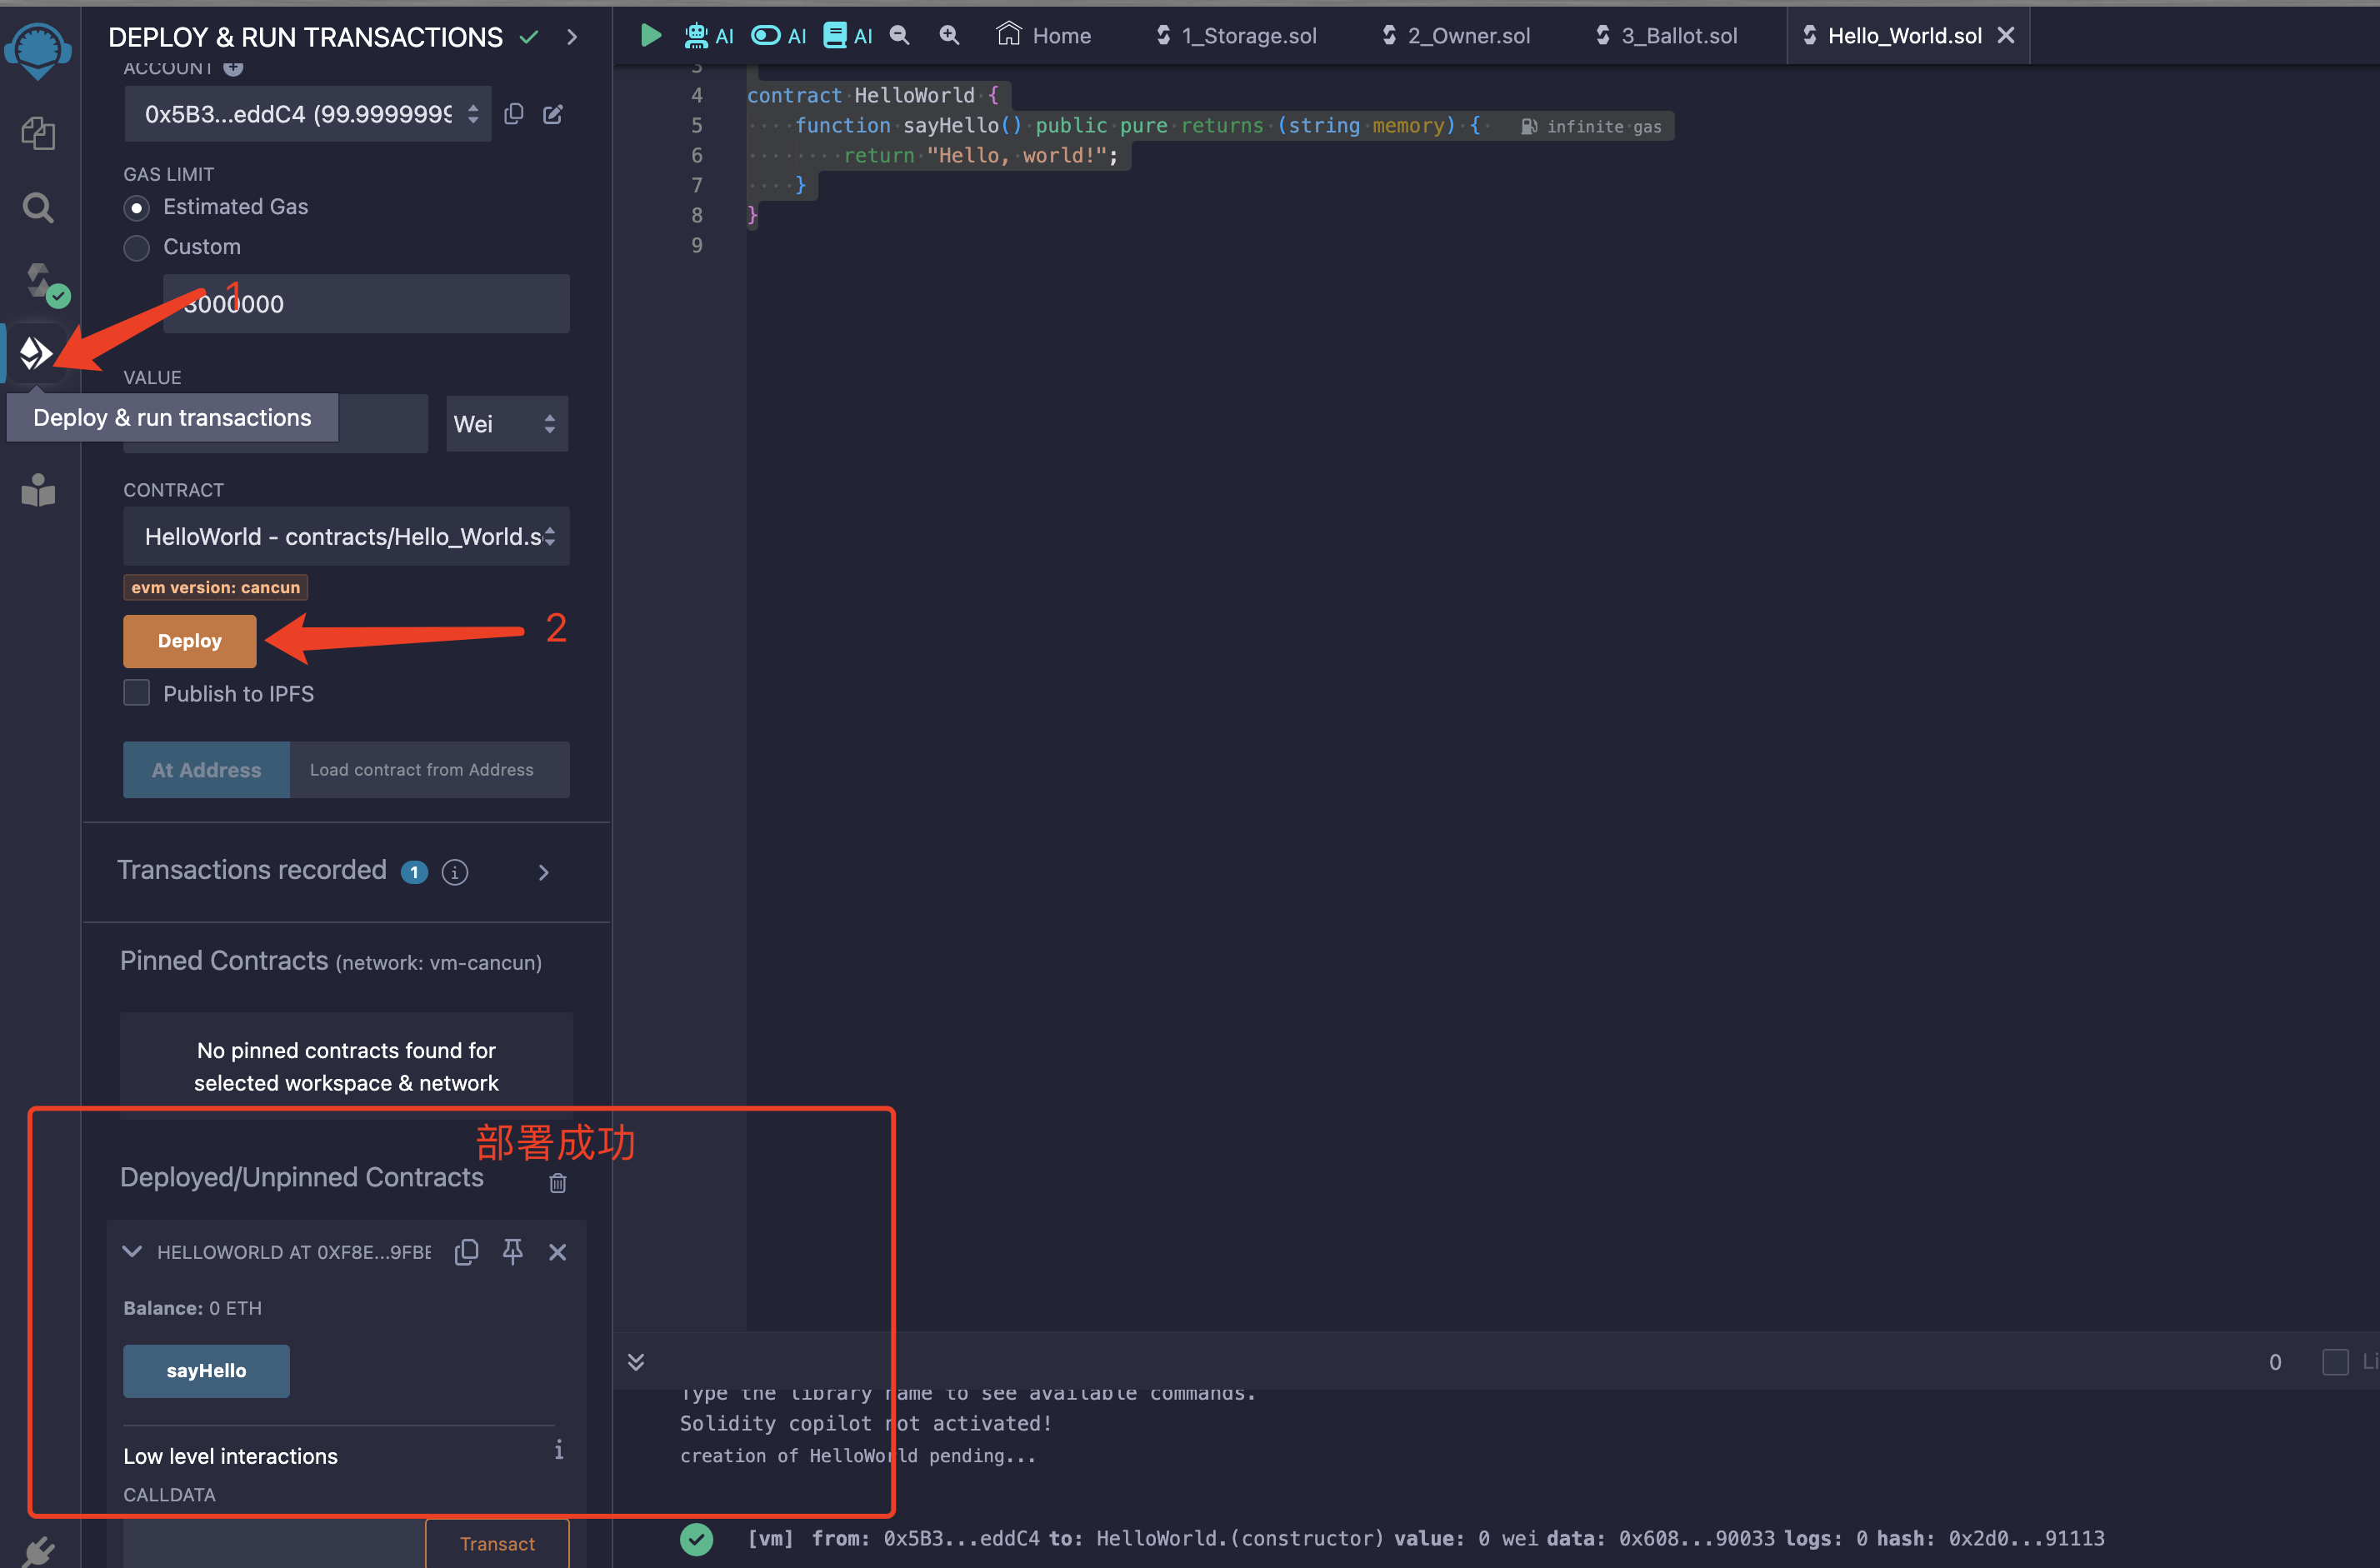 DEPLOY & RUN TRANSACTIONS
ACCOUNT
0x5B3...eddC4 (99.9999999
GAS LIMIT
Estimated Gas
Custom
3000000
1
VALUE
Deploy & run transactions
Wei
CONTRACT
HelloWorld - contracts/Hello_World.s
evm version: cancun
Deploy
2
Publish to IPFS
At Address
Load contract from Address
Transactions recorded 1
Pinned Contracts (network: vm-cancun)
No pinned contracts found for
selected workspace & network
部署成功
Deployed/Unpinned Contracts
HELLOWORLD AT 0XF8E...9FBE
Balance: 0 ETH
sayHello
Low level interactions
CALLDATA
Transact
AI AI AI Home 1_Storage.sol 2_Owner.sol 3_Ballot.sol Hello_World.sol
3
4 contract HelloWorld {
5 function sayHello() public pure returns (string memory) { infinite gas
6 return "Hello, world!";
7 }
8 }
9
0
Type the library name to see available commands.
Solidity copilot not activated!
creation of HelloWorld pending...
[vm] from: 0x5B3...eddC4 to: HelloWorld.(constructor) value: 0 wei data: 0x608...90033 logs: 0 hash: 0x2d0...91113